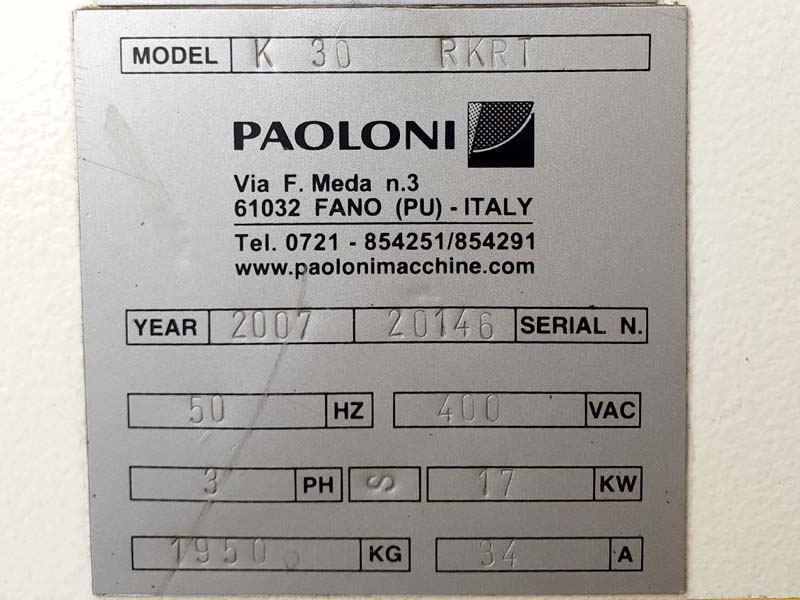 MODEL K 30 RKRT
PAOLONI
Via F. Meda n.3
61032 FANO (PU) - ITALY
Tel. 0721 - 854251/854291
www.paolonimacchine.com
YEAR 2007 20146 SERIAL N.
50 HZ 400 VAC
3 PH ∽ 17 KW
1950 KG 34 A